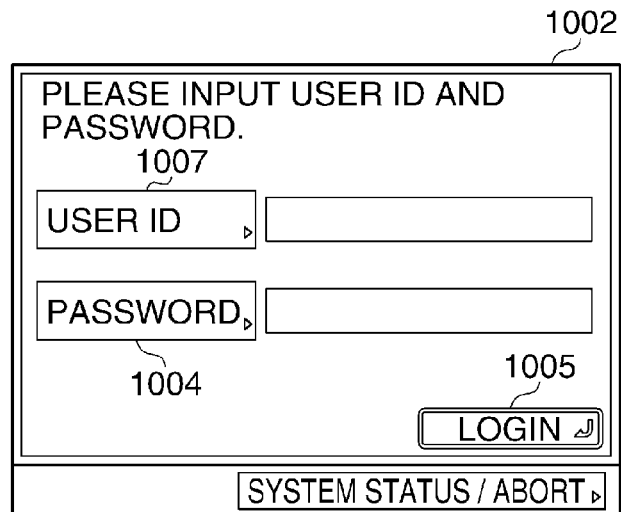 1002
PLEASE INPUT USER ID AND
PASSWORD.
1007
USER ID
PASSWORD
1004
1005
LOGIN
SYSTEM STATUS / ABORT